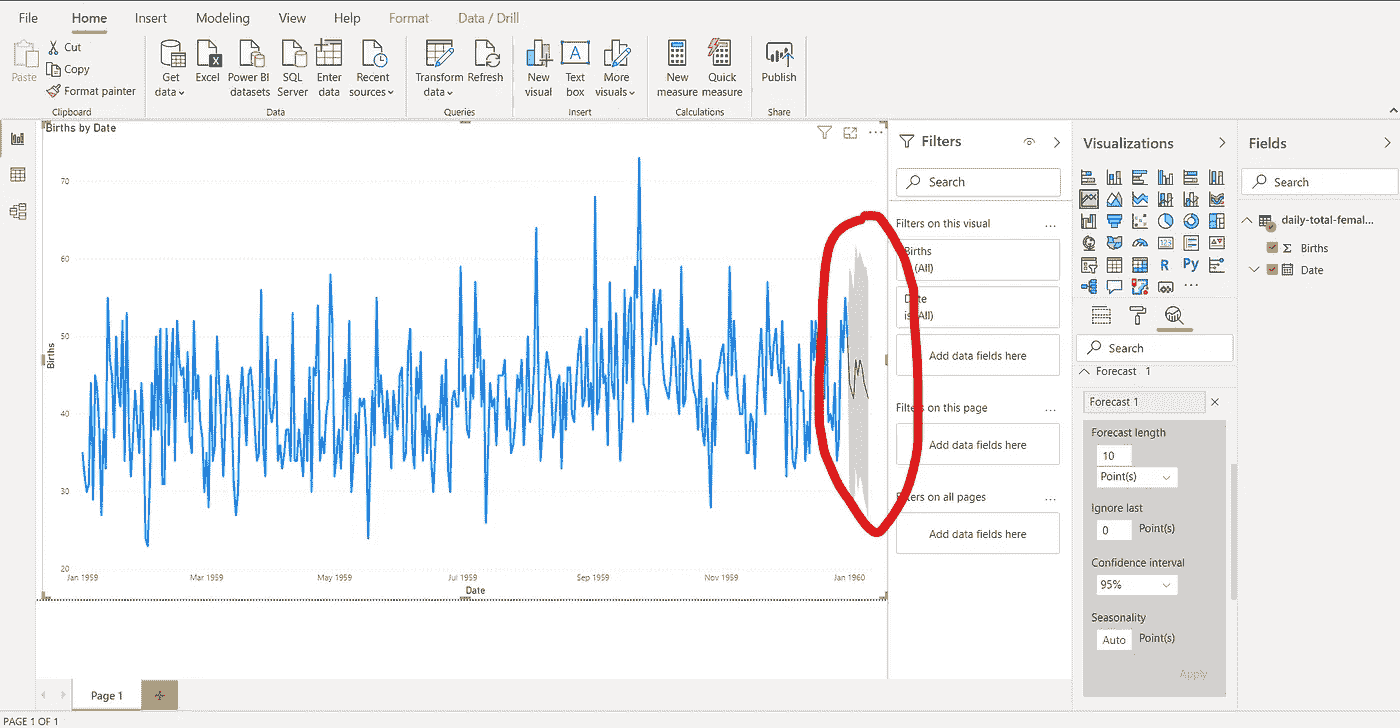 File Home Insert Modeling View Help Format Data / Drill
Paste
Cut
Copy
Format painter
Clipboard
Get data
Excel
Power BI datasets
SQL Server
Enter data
Recent sources
Data
Transform data
Refresh
Queries
New visual
Text box
More visuals
Insert
New measure
Quick measure
Calculations
Publish
Share
Births by Date
70
60
50
40
30
20
Births
Jan 1959 Mar 1959 May 1959 Jul 1959 Sep 1959 Nov 1959 Jan 1960
Date
Filters
Search
Filters on this visual ...
Births
(All)
Date
is (All)
Add data fields here
Filters on this page ...
Add data fields here
Filters on all pages ...
Add data fields here
Visualizations
123
R Py
...
Search
Forecast 1
Forecast 1
Forecast length
10
Point(s)
Ignore last
0 Point(s)
Confidence interval
95%
Seasonality
Auto Point(s)
Apply
Fields
Search
daily-total-femal...
Σ Births
Date
Page 1
PAGE 1 OF 1